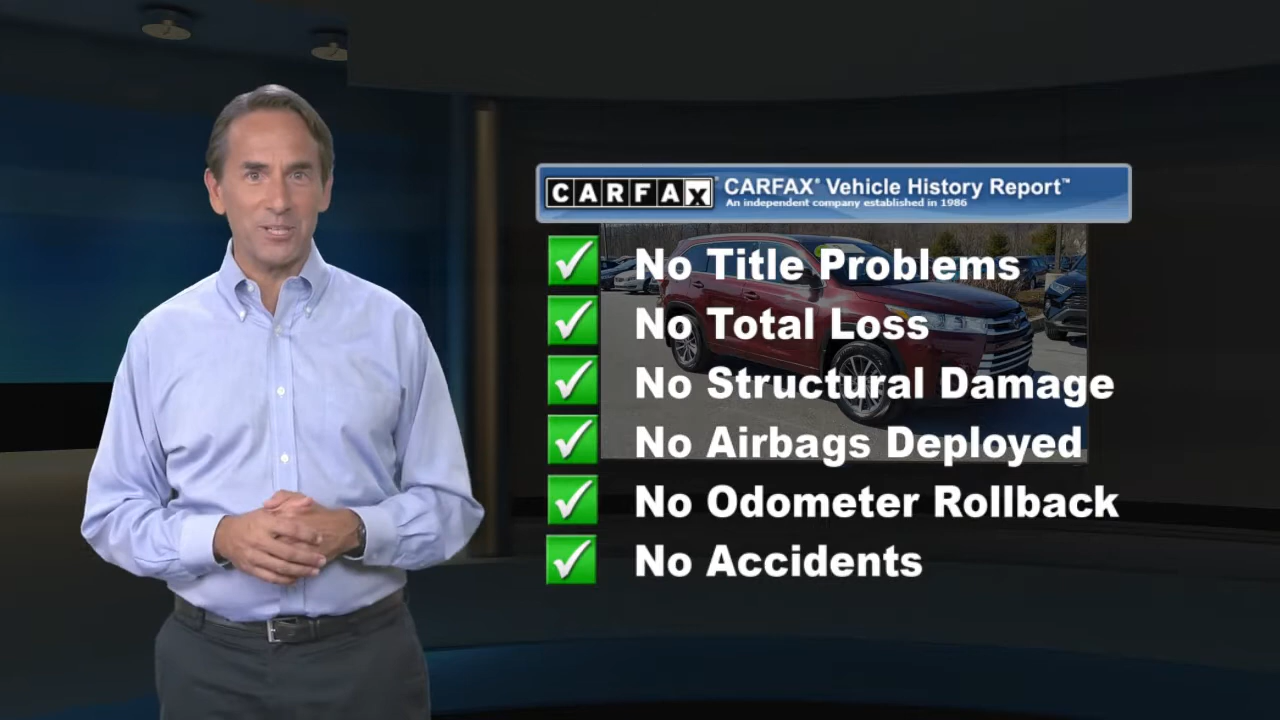 CARFAX® CARFAX® Vehicle History Report™
An independent company established in 1986
No Title Problems
No Total Loss
No Structural Damage
No Airbags Deployed
No Odometer Rollback
No Accidents